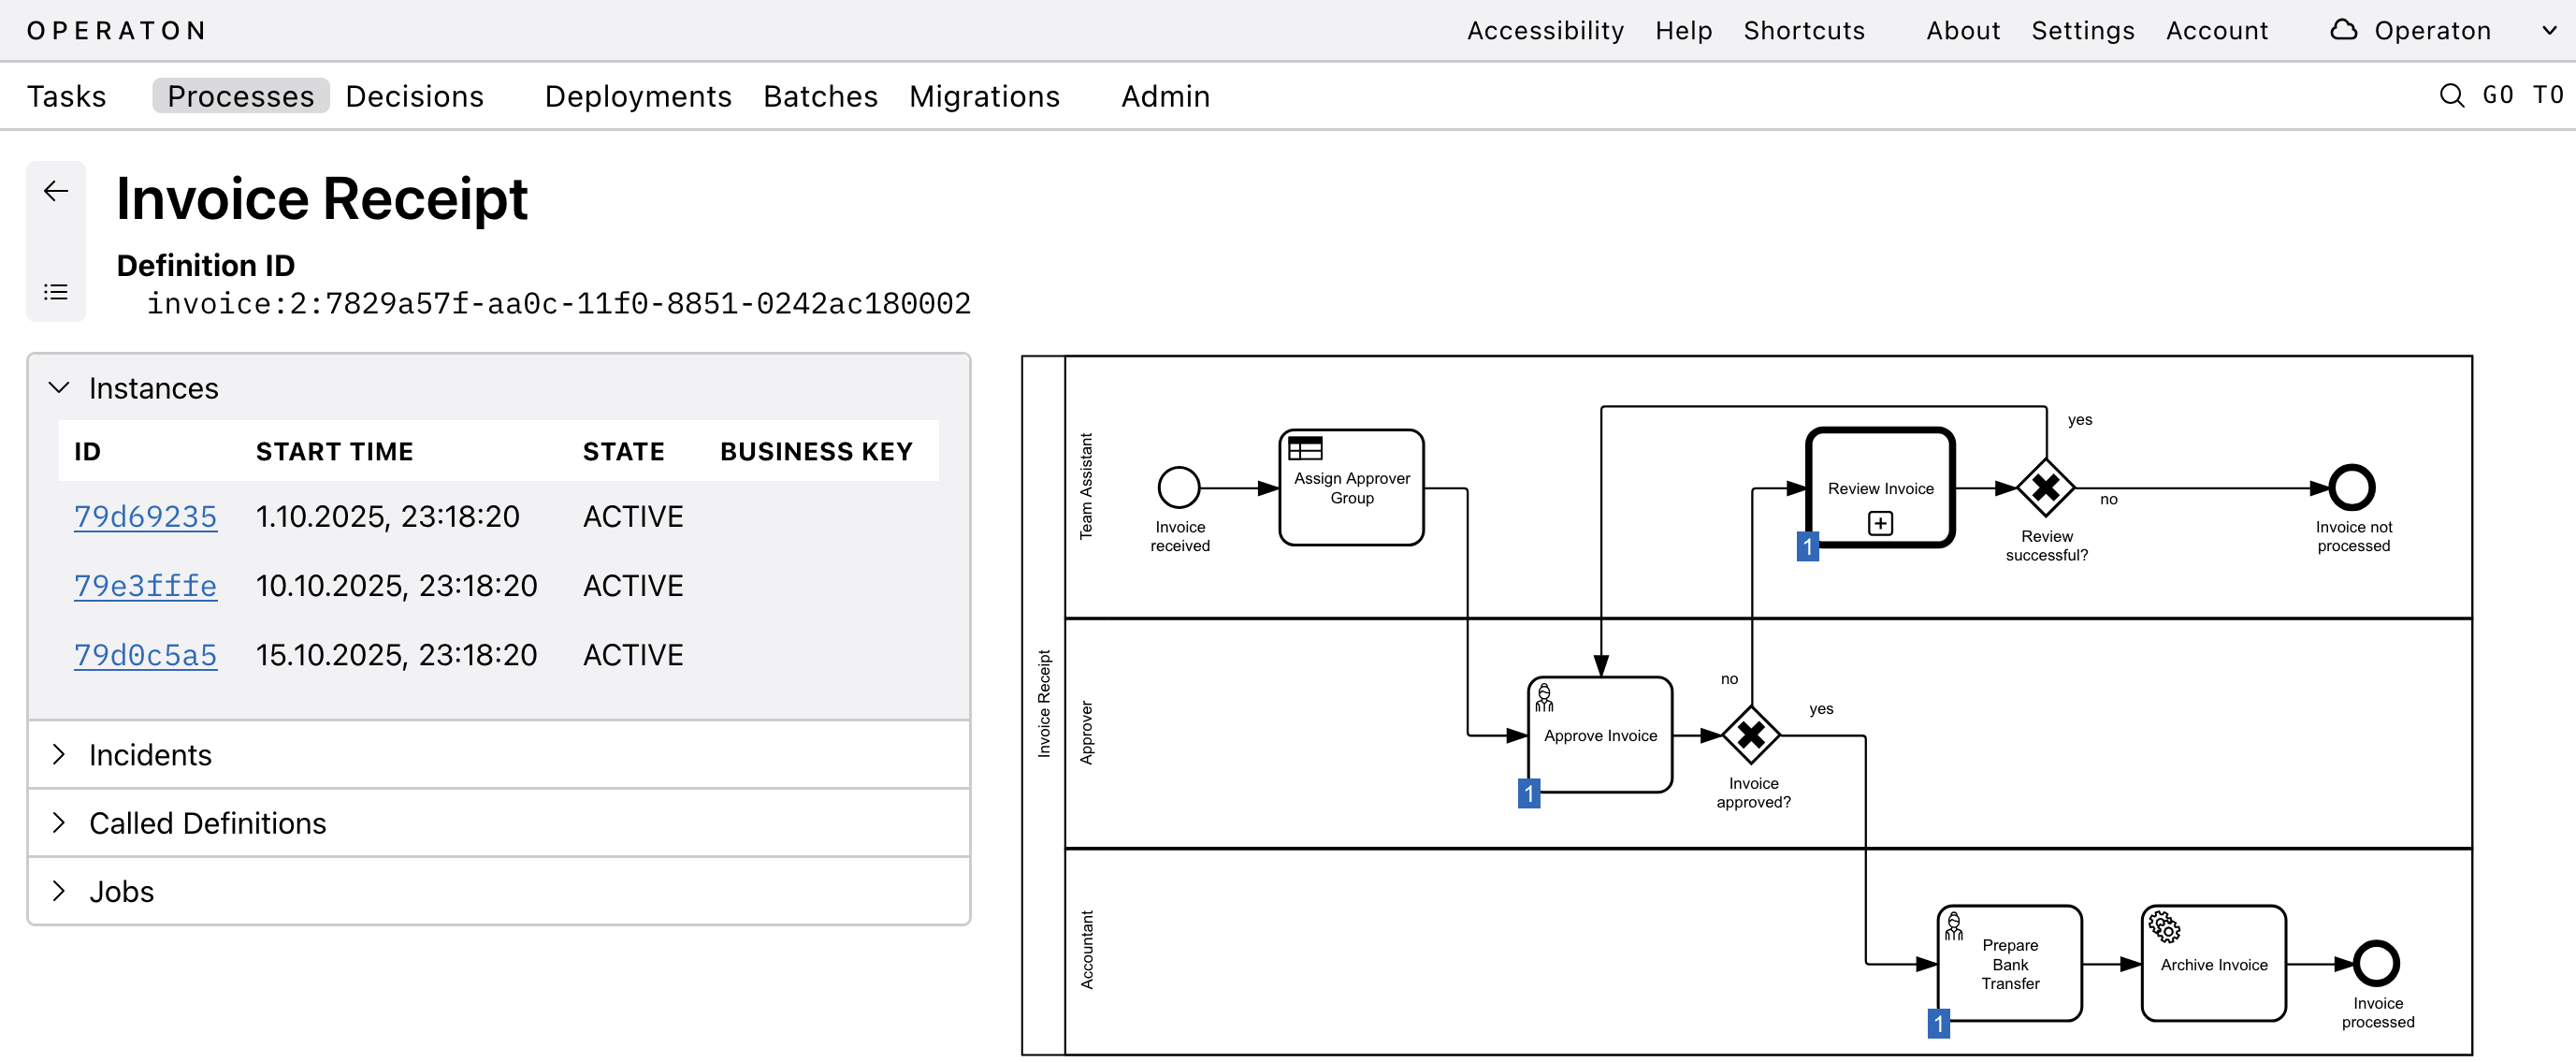 OPERATON
Accessibility Help Shortcuts About Settings Account Operaton
Tasks Processes Decisions Deployments Batches Migrations Admin GO TO
Invoice Receipt
Definition ID
invoice:2:7829a57f-aa0c-11f0-8851-0242ac180002
Instances
ID START TIME STATE BUSINESS KEY
79d69235 1.10.2025, 23:18:20 ACTIVE
79e3fffe 10.10.2025, 23:18:20 ACTIVE
79d0c5a5 15.10.2025, 23:18:20 ACTIVE
Incidents
Called Definitions
Jobs
Invoice Receipt
Team Assistant
Invoice
received
Assign Approver
Group
Review Invoice
1
yes
no
Review
successful?
Invoice not
processed
Approver
Approve Invoice
1
no
yes
Invoice
approved?
Accountant
Prepare
Bank
Transfer
1
Archive Invoice
Invoice
processed